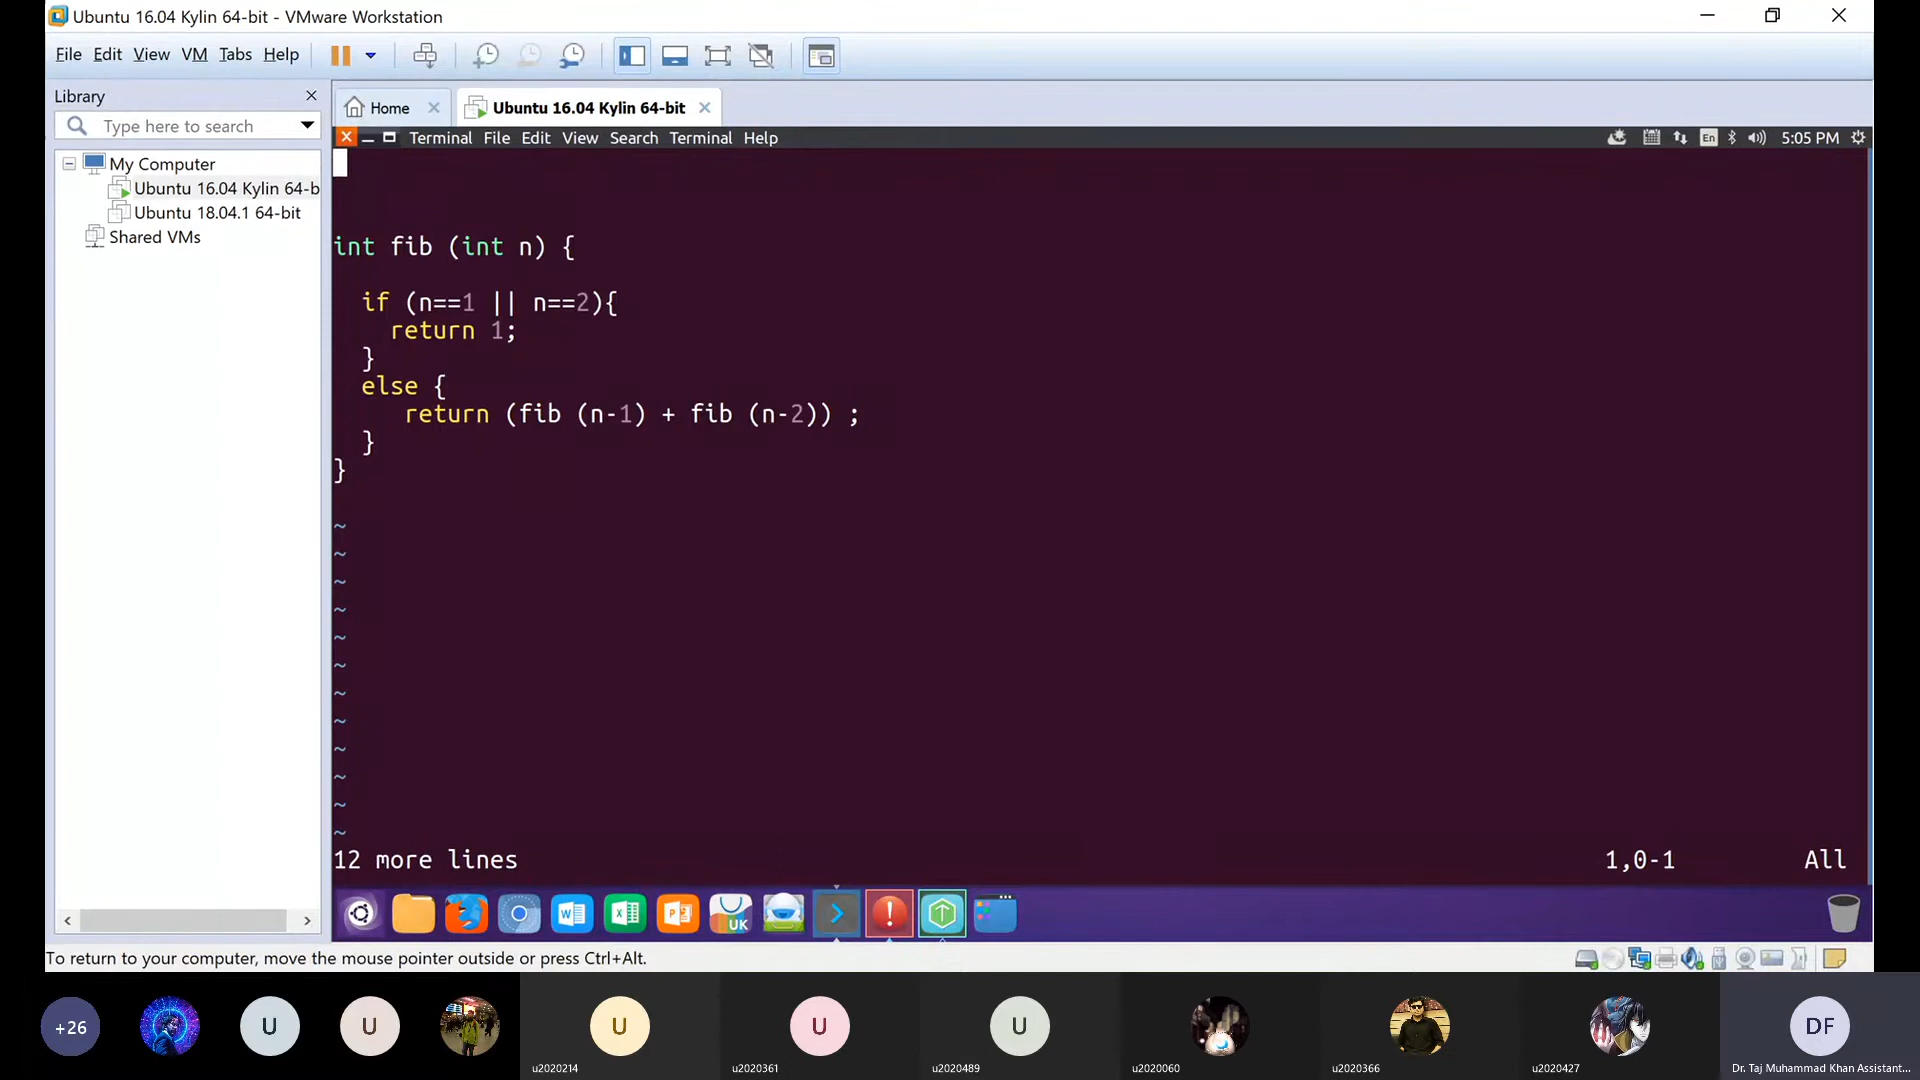 Ubuntu 16.04 Kylin 64-bit - VMware Workstation
File Edit View VM Tabs Help
Library
Type here to search
My Computer
Ubuntu 16.04 Kylin 64-b
Ubuntu 18.04.1 64-bit
Shared VMs
Home
Ubuntu 16.04 Kylin 64-bit
Terminal File Edit View Search Terminal Help
En
5:05 PM
int fib (int n) {
if (n==1 || n==2){
return 1;
}
else {
return (fib (n-1) + fib (n-2)) ;
}
}
~
~
~
~
~
~
~
~
~
~
~
~
12 more lines 1,0-1 All
W X P UK
To return to your computer, move the mouse pointer outside or press Ctrl+Alt.
+26 U U U U U DF
u2020214 u2020361 u2020489 u2020060 u2020366 u2020427 Dr. Taj Muhammad Khan Assistant...